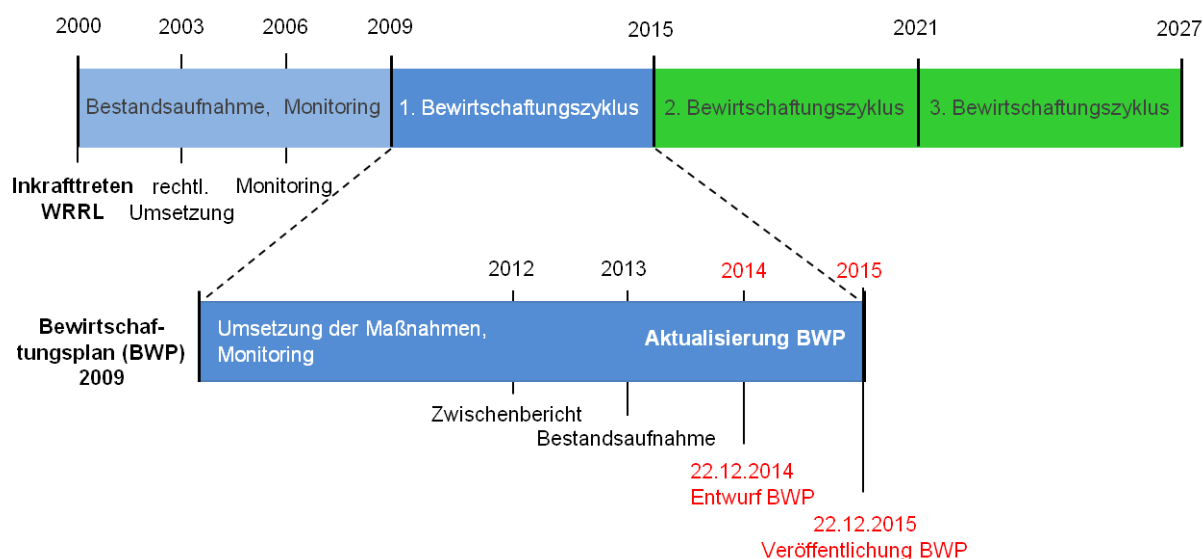 2000 2003 2006 2009 2015 2021 2027
Bestandsaufnahme, Monitoring
1. Bewirtschaftungszyklus
2. Bewirtschaftungszyklus
3. Bewirtschaftungszyklus
Inkrafttreten
WRRL
rechtl.
Umsetzung
Monitoring
2012 2013 2014 2015
Bewirtschaf-
tungsplan (BWP)
2009
Umsetzung der Maßnahmen,
Monitoring
Aktualisierung BWP
Zwischenbericht
Bestandsaufnahme
22.12.2014
Entwurf BWP
22.12.2015
Veröffentlichung BWP